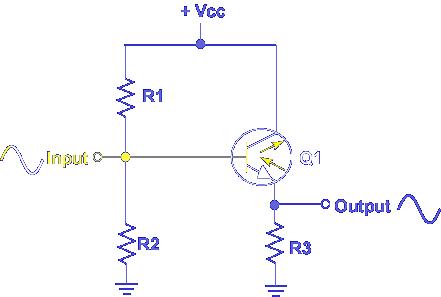 + Vcc
R1
Input
Q1
Output
R2
R3